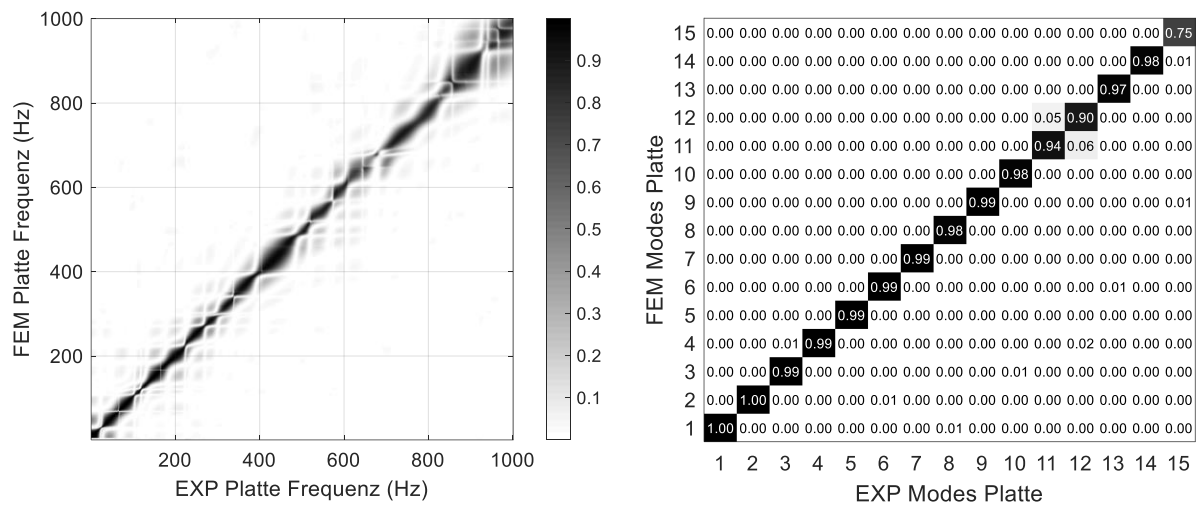 1000
800
600
400
200
FEM Platte Frequenz (Hz)
200 400 600 800 1000
EXP Platte Frequenz (Hz)
0.9
0.8
0.7
0.6
0.5
0.4
0.3
0.2
0.1
FEM Modes Platte
15 0.00 0.00 0.00 0.00 0.00 0.00 0.00 0.00 0.00 0.00 0.00 0.00 0.00 0.00 0.75
14 0.00 0.00 0.00 0.00 0.00 0.00 0.00 0.00 0.00 0.00 0.00 0.00 0.00 0.98 0.01
13 0.00 0.00 0.00 0.00 0.00 0.00 0.00 0.00 0.00 0.00 0.00 0.00 0.97 0.00 0.00
12 0.00 0.00 0.00 0.00 0.00 0.00 0.00 0.00 0.00 0.00 0.05 0.90 0.00 0.00 0.00
11 0.00 0.00 0.00 0.00 0.00 0.00 0.00 0.00 0.00 0.00 0.94 0.06 0.00 0.00 0.00
10 0.00 0.00 0.00 0.00 0.00 0.00 0.00 0.00 0.00 0.98 0.00 0.00 0.00 0.00 0.00
9 0.00 0.00 0.00 0.00 0.00 0.00 0.00 0.00 0.99 0.00 0.00 0.00 0.00 0.00 0.01
8 0.00 0.00 0.00 0.00 0.00 0.00 0.00 0.98 0.00 0.00 0.00 0.00 0.00 0.00 0.00
7 0.00 0.00 0.00 0.00 0.00 0.00 0.99 0.00 0.00 0.00 0.00 0.00 0.00 0.00 0.00
6 0.00 0.00 0.00 0.00 0.00 0.99 0.00 0.00 0.00 0.00 0.00 0.00 0.01 0.00 0.00
5 0.00 0.00 0.00 0.00 0.99 0.00 0.00 0.00 0.00 0.00 0.00 0.00 0.00 0.00 0.00
4 0.00 0.00 0.01 0.99 0.00 0.00 0.00 0.00 0.00 0.00 0.00 0.02 0.00 0.00 0.00
3 0.00 0.00 0.99 0.00 0.00 0.00 0.00 0.00 0.00 0.01 0.00 0.00 0.00 0.00 0.00
2 0.00 1.00 0.00 0.00 0.00 0.01 0.00 0.00 0.00 0.00 0.00 0.00 0.00 0.00 0.00
1 1.00 0.00 0.00 0.00 0.00 0.00 0.00 0.01 0.00 0.00 0.00 0.00 0.00 0.00 0.00
1 2 3 4 5 6 7 8 9 10 11 12 13 14 15
EXP Modes Platte